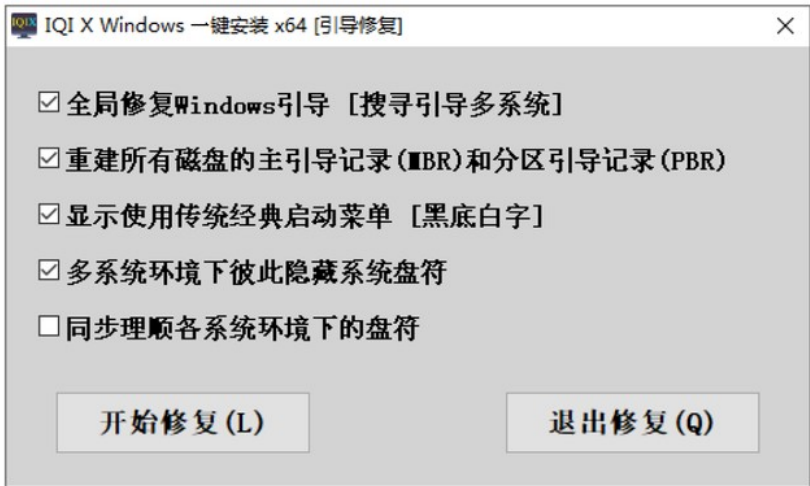 IQIX
IQI X Windows 一键安装 x64 [引导修复]
全局修复Windows引导 [搜寻引导多系统]
重建所有磁盘的主引导记录(MBR)和分区引导记录(PBR)
显示使用传统经典启动菜单 [黑底白字]
多系统环境下彼此隐藏系统盘符
同步理顺各系统环境下的盘符
开始修复(L)
退出修复(Q)